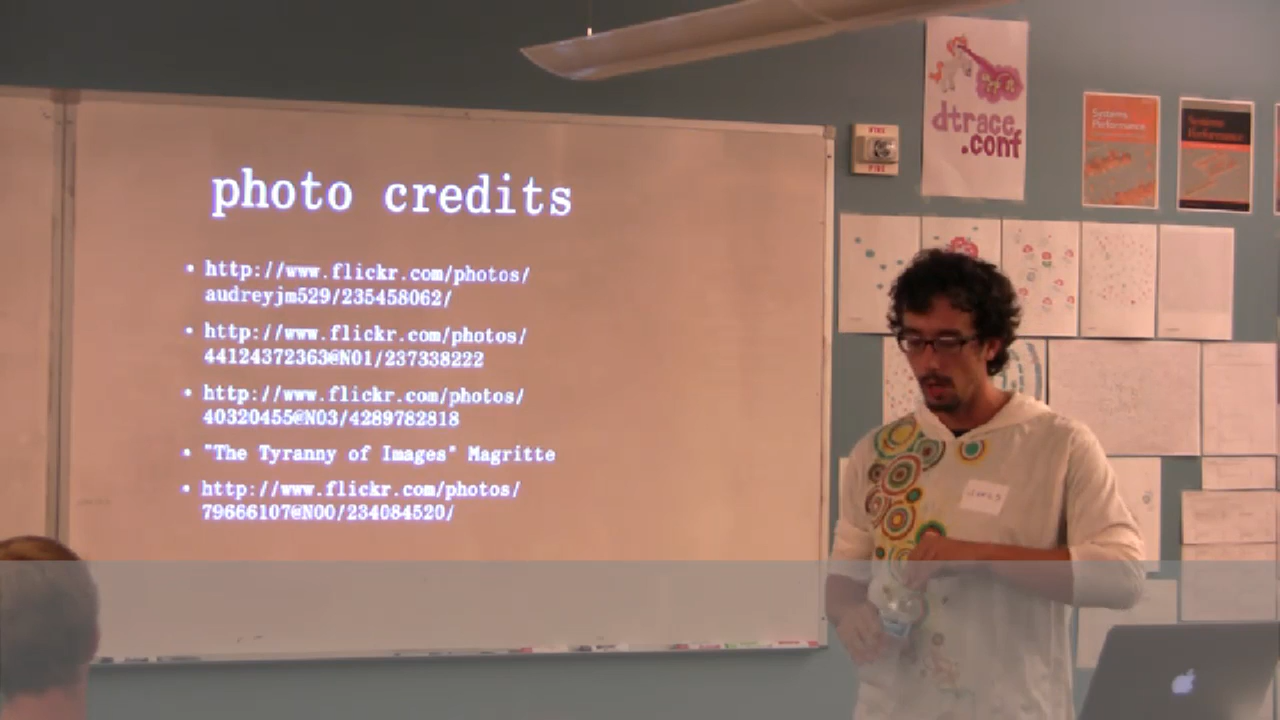 photo credits
• http://www.flickr.com/photos/
audreyjm529/235458062/
• http://www.flickr.com/photos/
44124372363@N01/237338222
• http://www.flickr.com/photos/
40320455@N03/4289782818
• "The Tyranny of Images" Magritte
• http://www.flickr.com/photos/
79666107@N00/234084520/
dtrace
.conf
FIRE
FIRE
Systems
Performance
Systems
Performance